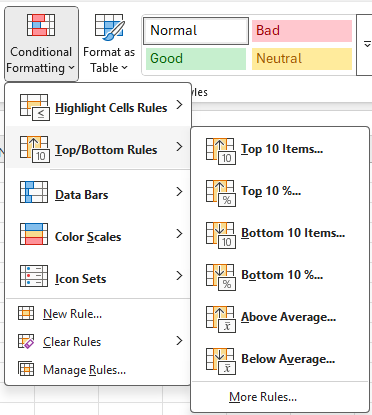 Conditional
Formatting
Format as
Table
Normal
Bad
Good
Neutral
les
Highlight Cells Rules
Top/Bottom Rules
Data Bars
Color Scales
Icon Sets
New Rule...
Clear Rules
Manage Rules...
Top 10 Items...
Top 10 %...
Bottom 10 Items...
Bottom 10 %...
Above Average...
Below Average...
More Rules...